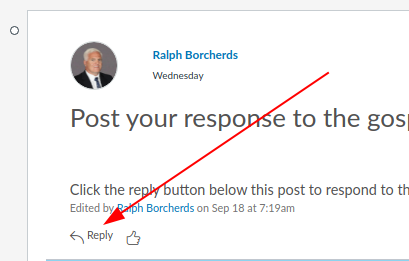 Ralph Borcherds
Wednesday
Post your response to the gosp
Click the reply button below this post to respond to th
Edited by Ralph Borcherds on Sep 18 at 7:19am
Reply